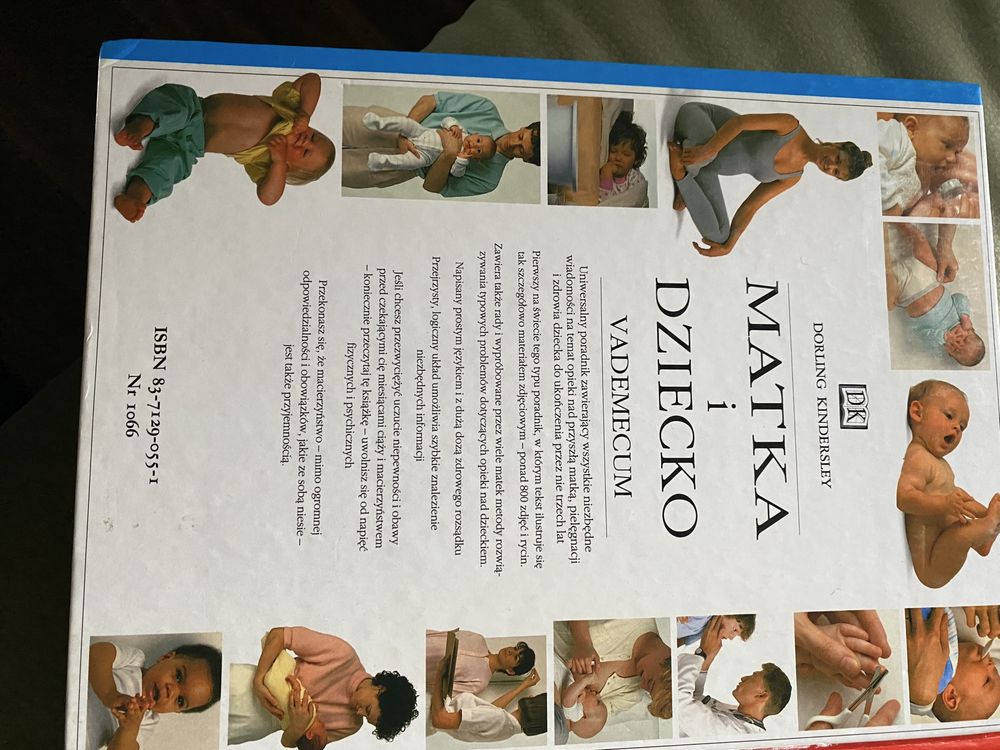 DK
DORLING KINDERSLEY
MATKA
i
DZIECKO
VADEMECUM
Uniwersalny poradnik zawierający wszystkie niezbędne
wiadomości na temat opieki nad przyszłą matką, pielęgnacji
i zdrowia dziecka do ukończenia przez nie trzech lat
Pierwszy na świecie tego typu poradnik, w którym tekst ilustruje się
tak szczegółowo materiałem zdjęciowym – ponad 800 zdjęć i rycin.
Zawiera także rady i wypróbowane przez wiele matek metody rozwią-
zywania typowych problemów dotyczących opieki nad dzieckiem.
Napisany prostym językiem i z dużą dozą zdrowego rozsądku
Przejrzysty, logiczny układ umożliwia szybkie znalezienie
niezbędnych informacji
Jeśli chcesz przezwyciężyć uczucie niepewności i obawy
przed czekającymi cię miesiącami ciąży i macierzyństwem
– koniecznie przeczytaj tę książkę – uwolnisz się od napięć
fizycznych i psychicznych
Przekonasz się, że macierzyństwo – mimo ogromnej
odpowiedzialności i obowiązków, jakie ze sobą niesie –
jest także przyjemnością.
ISBN 83-7129-055-1
Nr 1066